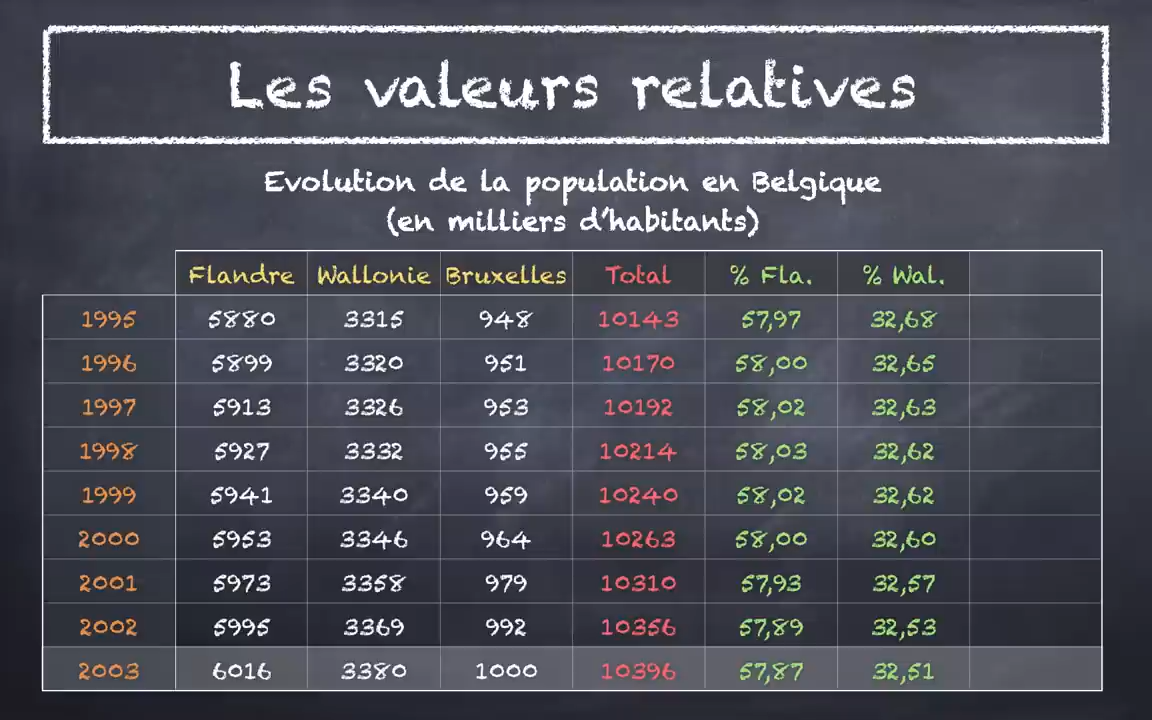 Les valeurs relatives
Evolution de la population en Belgique
(en milliers d'habitants)
Flandre Wallonie Bruxelles Total % Fla. % Wal.
1995 5880 3315 948 10143 57,97 32,68
1996 5899 3320 951 10170 58,00 32,65
1997 5913 3326 953 10192 58,02 32,63
1998 5927 3332 955 10214 58,03 32,62
1999 5941 3340 959 10240 58,02 32,62
2000 5953 3346 964 10263 58,00 32,60
2001 5973 3358 979 10310 57,93 32,57
2002 5995 3369 992 10356 57,89 32,53
2003 6016 3380 1000 10396 57,87 32,51